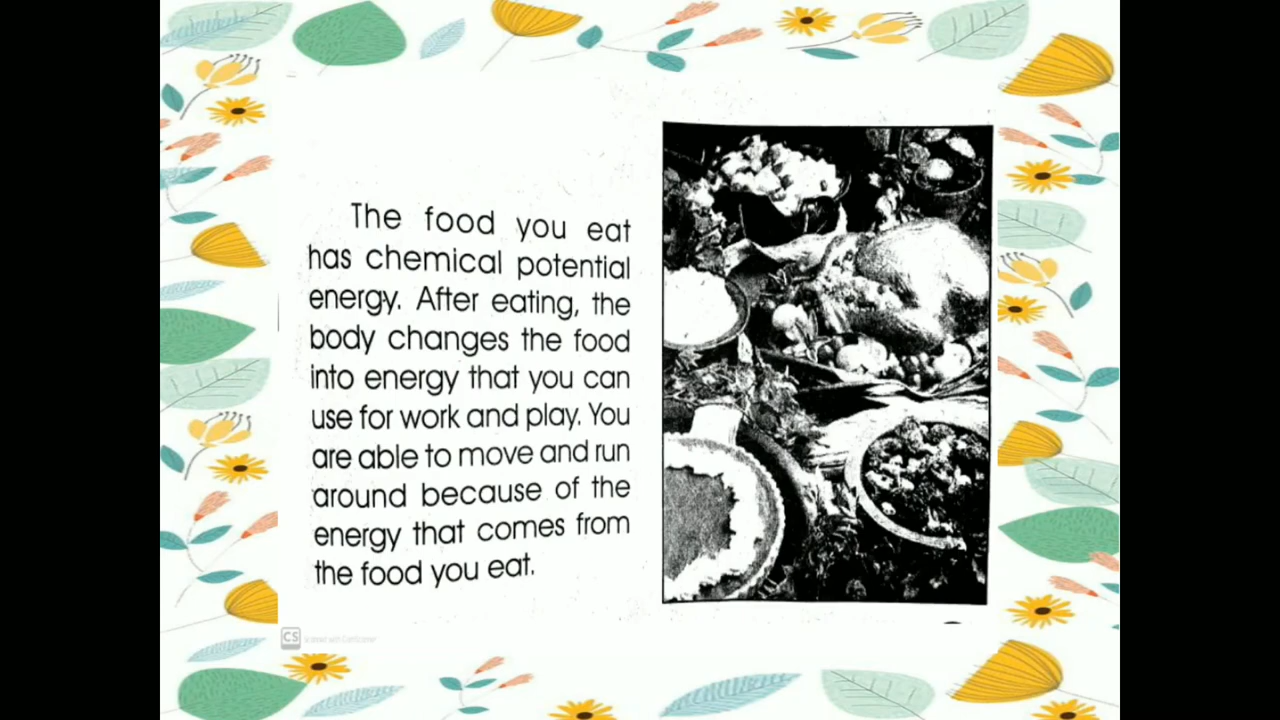 The food you eat
has chemical potential
energy. After eating, the
body changes the food
into energy that you can
use for work and play. You
are able to move and run
around because of the
energy that comes from
the food you eat.
CS